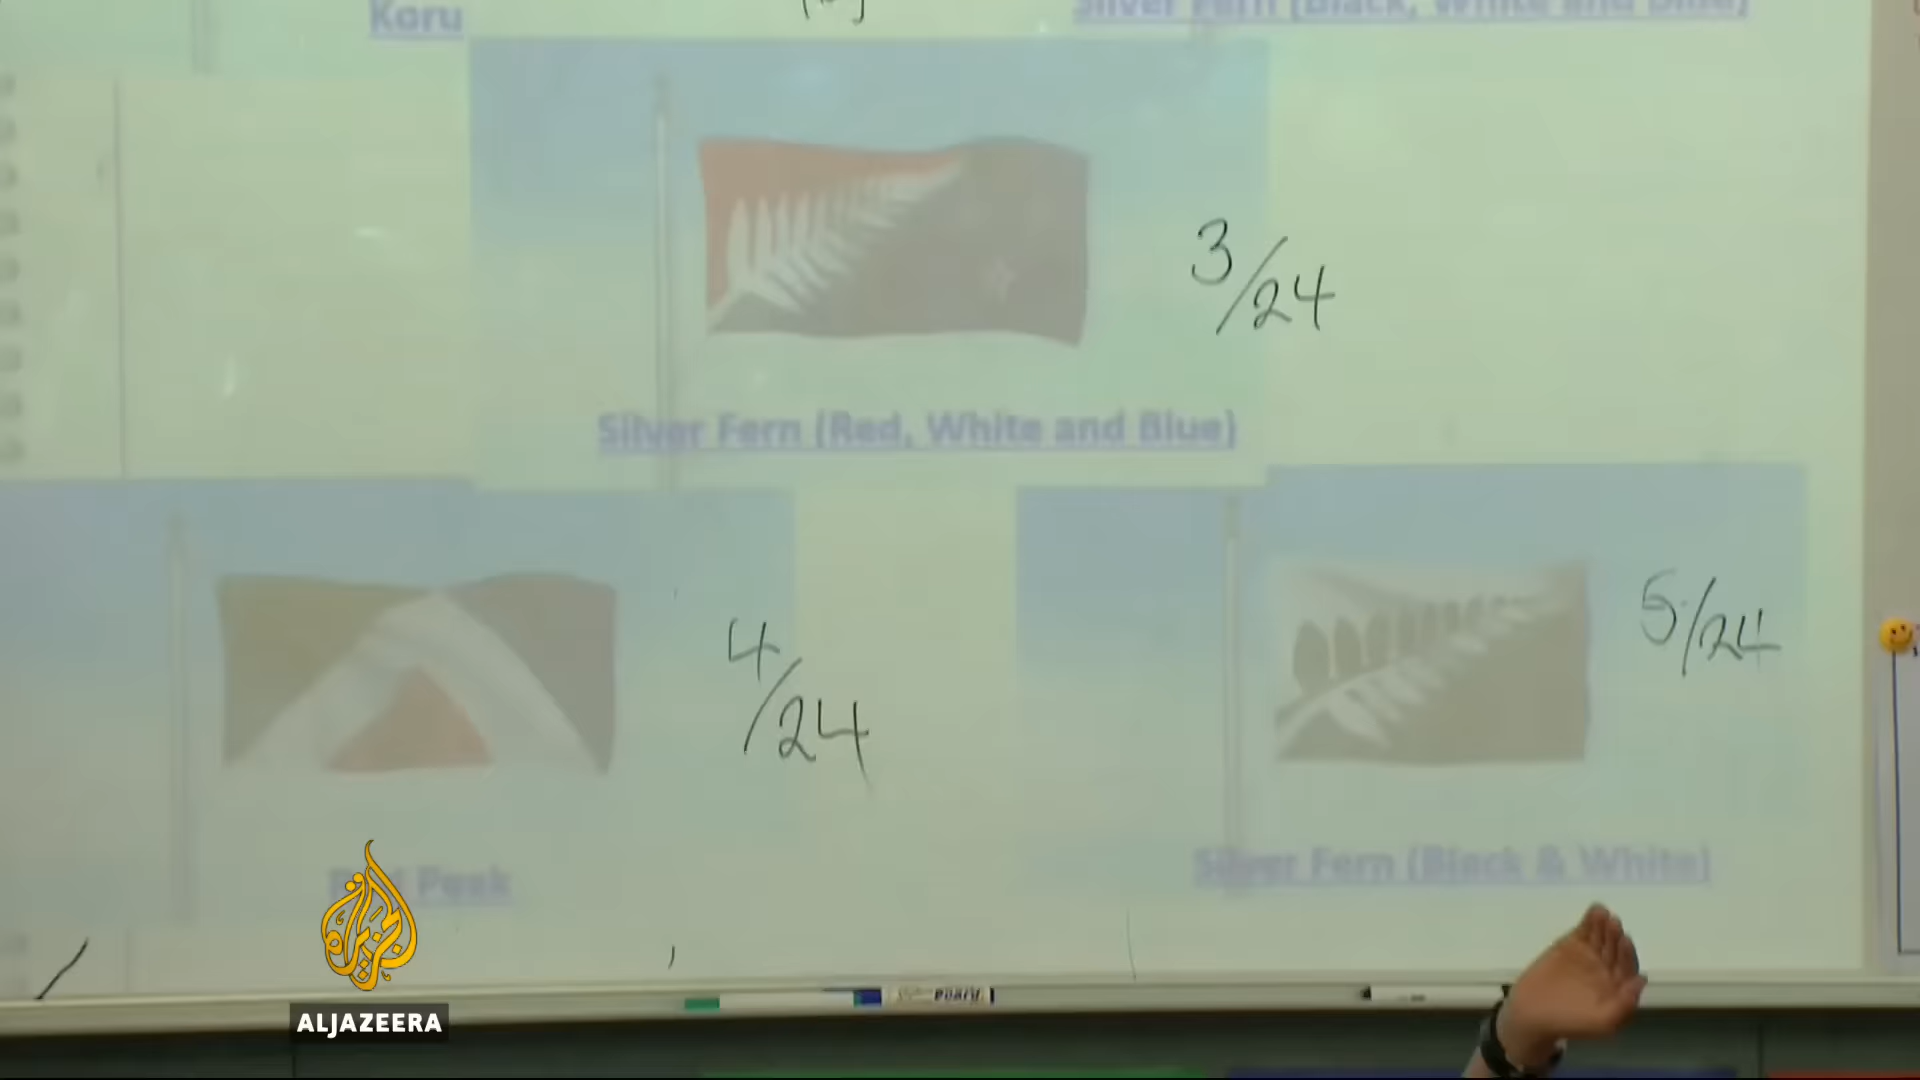 Koru
Silver Fern (Black, White and Blue)
3/24
Silver Fern (Red, White and Blue)
4/24
5/24
Peak
Silver Fern (Black & White)
الجزيرة
ALJAZEERA